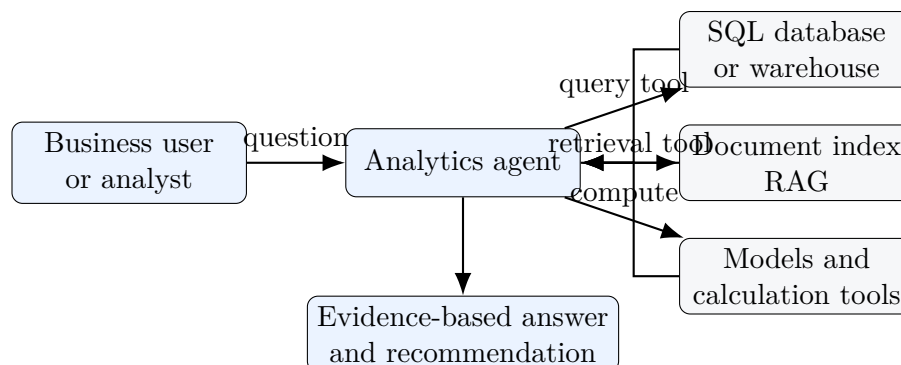 SQL database
or warehouse
query tool
Business user
or analyst
question
Analytics agent
retrieval tool
Document index
RAG
compute
Models and
calculation tools
Evidence-based answer
and recommendation